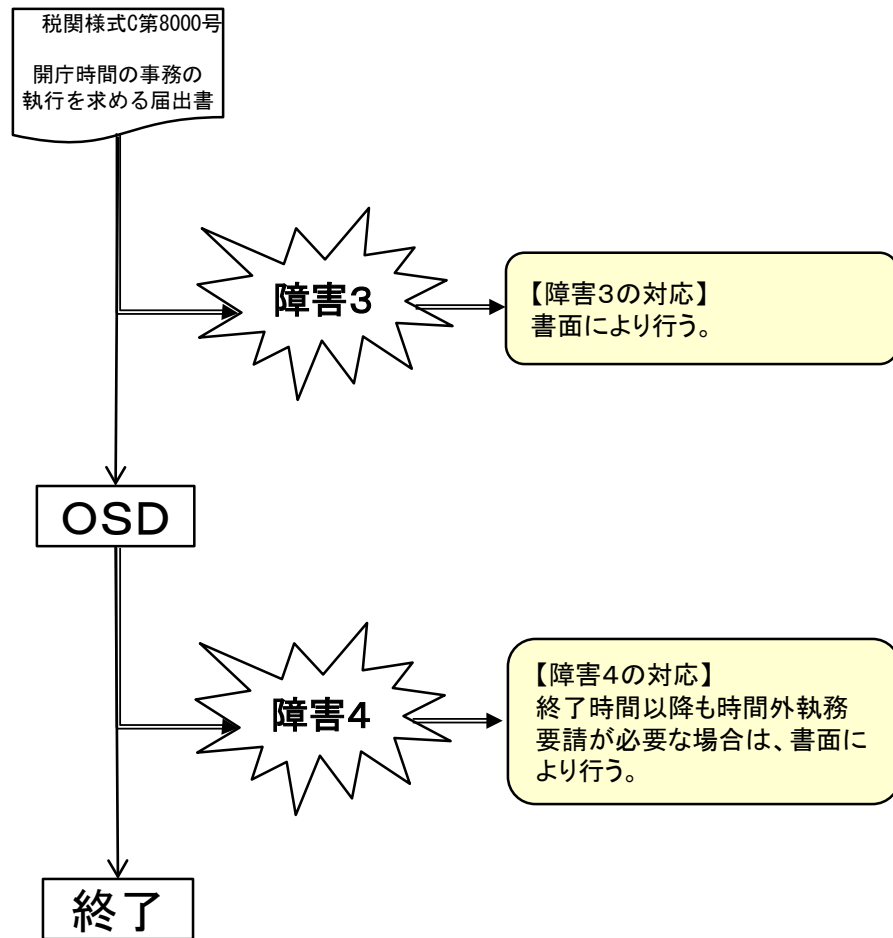 税関様式C第8000号
開庁時間の事務の
執行を求める届出書
障害３
【障害３の対応】
書面により行う。
ＯＳＤ
障害４
【障害４の対応】
終了時間以降も時間外執務
要請が必要な場合は、書面に
より行う。
終了